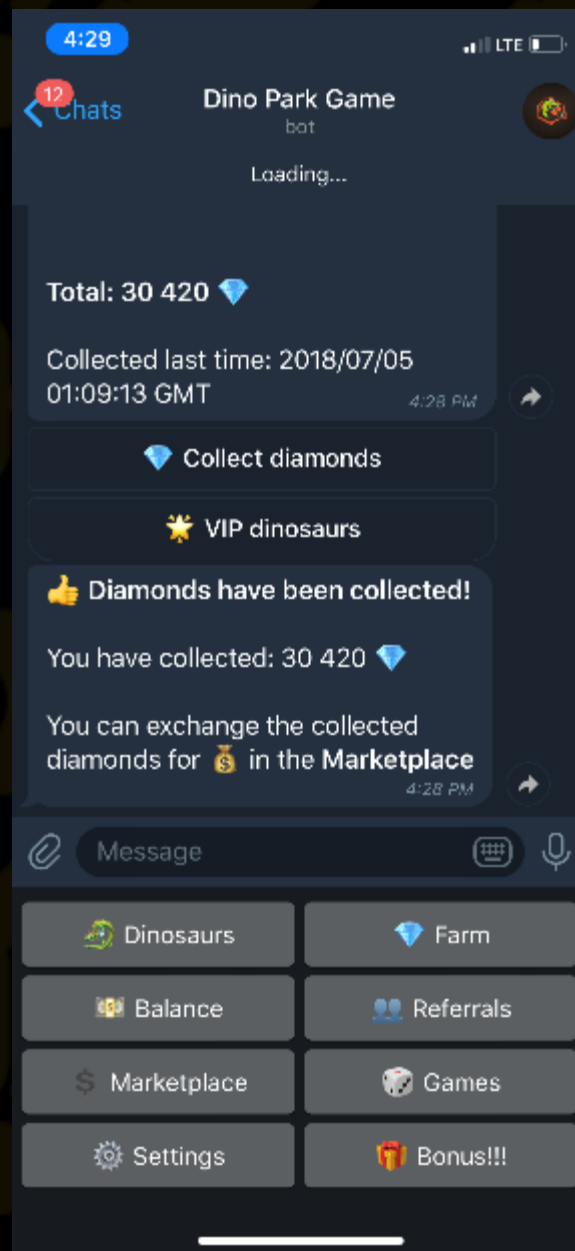 4:29
LTE
12
Chats
Dino Park Game
bot
Loading...
Total: 30 420 💎
Collected last time: 2018/07/05
01:09:13 GMT
4:28 PM
💎 Collect diamonds
🌟 VIP dinosaurs
👍 Diamonds have been collected!
You have collected: 30 420 💎
You can exchange the collected
diamonds for 💰 in the Marketplace
4:28 PM
Message
🐉 Dinosaurs
💎 Farm
💵 Balance
👥 Referrals
$ Marketplace
🎲 Games
⚙️ Settings
🎁 Bonus!!!